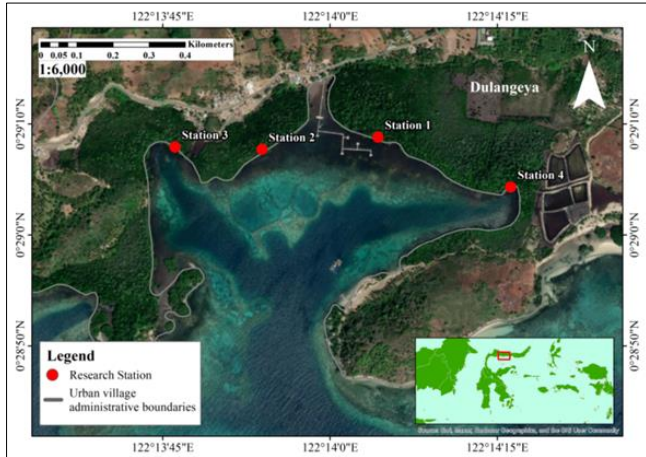 122°13'45"E 122°14'0"E 122°14'15"E
Kilometers
0 0.05 0.1 0.2 0.3 0.4
1:6,000
N
Dulangeya
0°29'10"N 0°29'10"N
Station 1
Station 3
Station 2
Station 4
0°29'0"N 0°29'0"N
0°28'50"N 0°28'50"N
Legend
Research Station
Urban village
administrative boundaries
Source: Esri, Maxar, Earthstar Geographics, and the GIS User Community
122°13'45"E 122°14'0"E 122°14'15"E